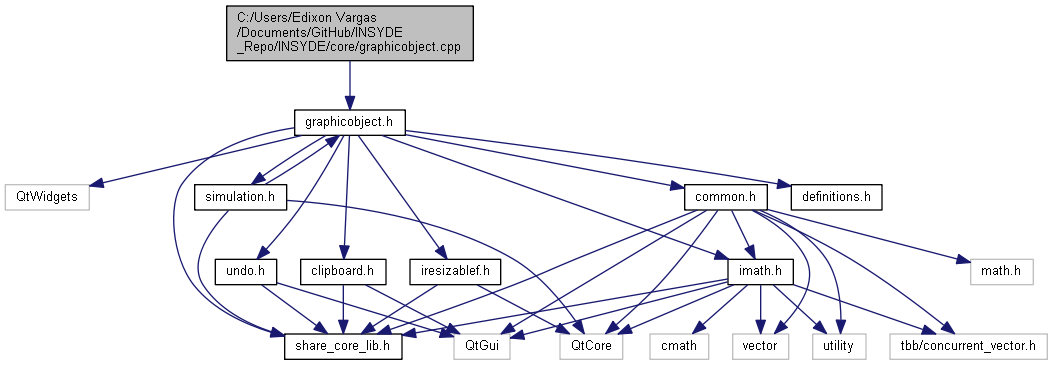 C:/Users/Edixon Vargas
/Documents/GitHub/INSYDE
_Repo/INSYDE/core/graphicobject.cpp
graphicobject.h
QtWidgets
simulation.h
common.h
definitions.h
undo.h
clipboard.h
iresizablef.h
imath.h
math.h
share_core_lib.h
QtGui
QtCore
cmath
vector
utility
tbb/concurrent_vector.h